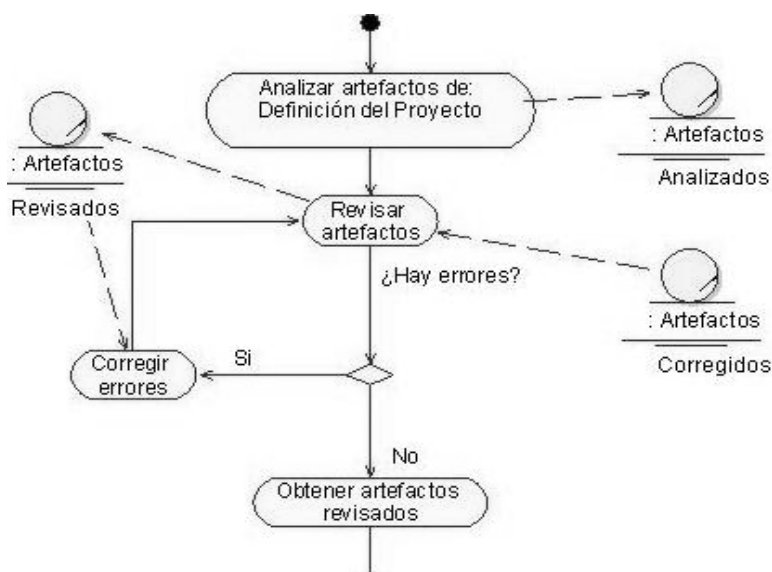 Analizar artefactos de:
Definición del Proyecto
: Artefactos
Analizados
: Artefactos
Revisados
Revisar
artefactos
¿Hay errores?
: Artefactos
Corregidos
Corregir
errores
Si
No
Obtener artefactos
revisados